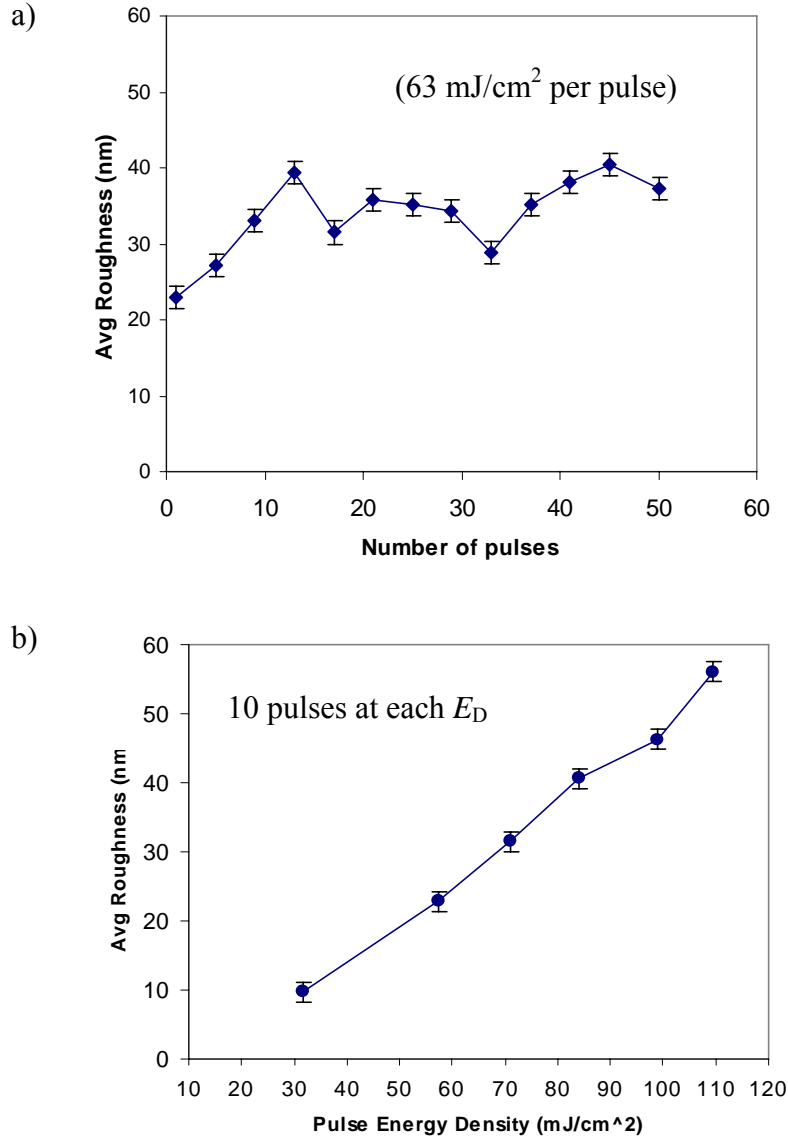 a)
60
50
40
30
20
10
0
Avg Roughness (nm)
(63 mJ/cm² per pulse)
0 10 20 30 40 50 60
Number of pulses
b)
60
50
40
30
20
10
0
Avg Roughness (nm
10 pulses at each E_D
10 20 30 40 50 60 70 80 90 100 110 120
Pulse Energy Density (mJ/cm^2)